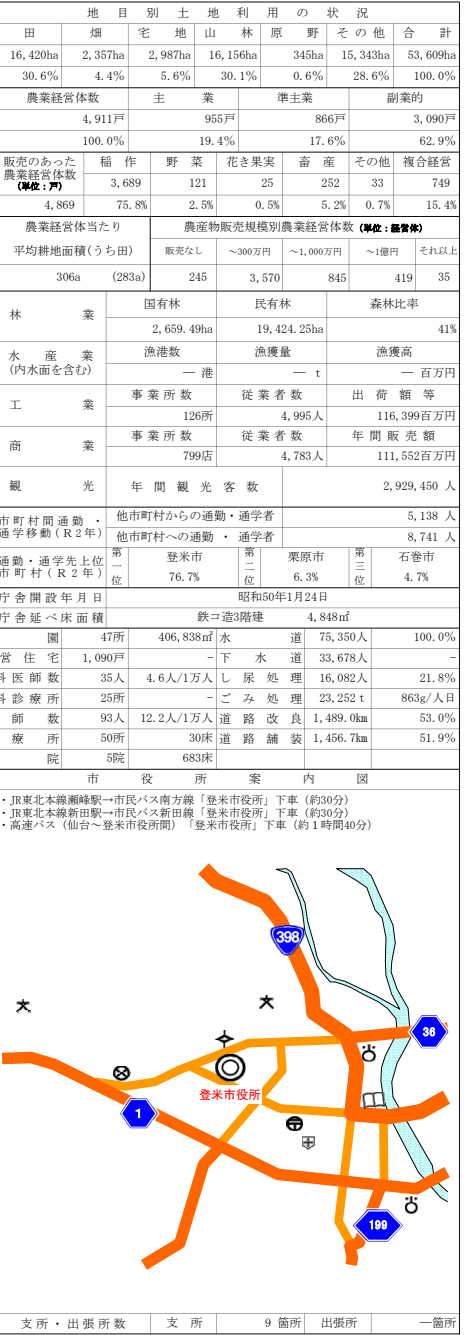 地目別土地利用の状況
田 畑 宅地 山林 原野 その他 合計
16,420ha 2,357ha 2,987ha 16,156ha 345ha 15,343ha 53,609ha
30.6% 4.4% 5.6% 30.1% 0.6% 28.6% 100.0%
農業経営体数 主業 準主業 副業的
4,911戸 955戸 866戸 3,090戸
100.0% 19.4% 17.6% 62.9%
販売のあった農業経営体数(単位：戸) 稲作 野菜 花き果実 畜産 その他 複合経営
3,689 121 25 252 33 749
4,869 75.8% 2.5% 0.5% 5.2% 0.7% 15.4%
農業経営体当たり 農産物販売規模別農業経営体数(単位：経営体)
平均耕地面積(うち田) 販売なし ～300万円 ～1,000万円 ～1億円 それ以上
306a (283a) 245 3,570 845 419 35
林業 国有林 民有林 森林比率
2,659.49ha 19,424.25ha 41%
水産業(内水面を含む) 漁港数 漁獲量 漁獲高
― 港 ― t ― 百万円
工業 事業所数 従業者数 出荷額等
126所 4,995人 116,399百万円
商業 事業所数 従業者数 年間販売額
799店 4,783人 111,552百万円
観光 年間観光客数 2,929,450 人
市町村間通勤・通学移動(R2年) 他市町村からの通勤・通学者 5,138 人
他市町村への通勤・通学者 8,741 人
通勤・通学先上位市町村(R2年) 第一位 登米市 第二位 栗原市 第三位 石巻市
76.7% 6.3% 4.7%
庁舎開設年月日 昭和50年1月24日
庁舎延べ床面積 鉄コ造3階建 4,848㎡
園 47所 406,838㎡ 水道 75,350人 100.0%
営住宅 1,090戸 - 下水道 33,678人 -
科医師数 35人 4.6人/1万人 し尿処理 16,082人 21.8%
科診療所 25所 - ごみ処理 23,252ｔ 863g/人日
師数 93人 12.2人/1万人 道路改良 1,489.0km 53.0%
療所 50所 30床 道路舗装 1,456.7km 51.9%
院 5院 683床
市役所案内図
・JR東北本線瀬峰駅→市民バス南方線「登米市役所」下車（約30分）
・JR東北本線新田駅→市民バス新田線「登米市役所」下車（約30分）
・高速バス（仙台～登米市役所間）「登米市役所」下車（約１時間40分）
398
36
登米市役所
1
199
支所・出張所数 支所 9 箇所 出張所 ―箇所